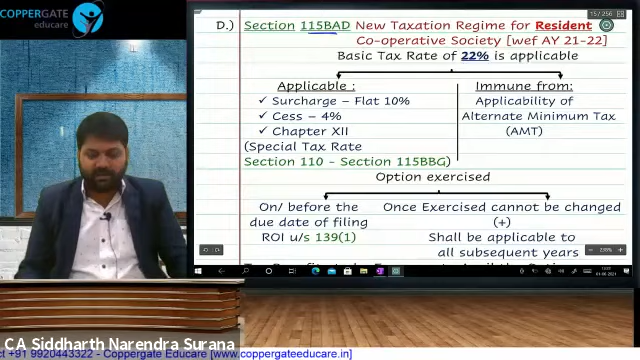 COPPERGATE
educare
15 / 256
D.) Section 115BAD New Taxation Regime for Resident
Co-operative Society [wef AY 21-22]
Basic Tax Rate of 22% is applicable
Applicable :
✓ Surcharge – Flat 10%
✓ Cess – 4%
✓ Chapter XII
(Special Tax Rate
Section 110 - Section 115BBG)
Immune from:
Applicability of
Alternate Minimum Tax
(AMT)
Option exercised
On/ before the
due date of filing
ROI u/s 139(1)
Once Exercised cannot be changed
(+)
Shall be applicable to
all subsequent years
CA Siddharth Narendra Surana
ct +91 9920443322 - Coppergate Educare [www.coppergateeducare.in]